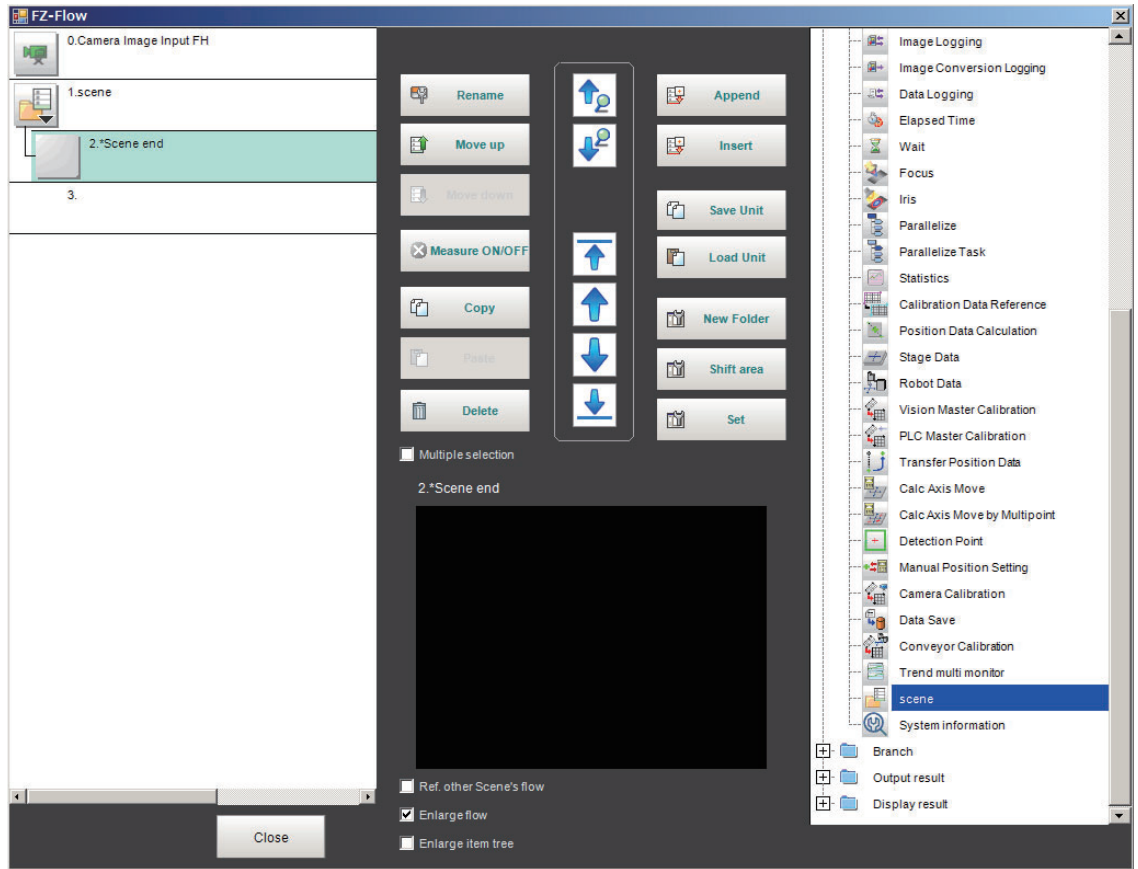 FZ-Flow
0.Camera Image Input FH
1.scene
2.*Scene end
3.
Close
Rename
Move up
Move down
Measure ON/OFF
Copy
Paste
Delete
Append
Insert
Save Unit
Load Unit
New Folder
Shift area
Set
Multiple selection
2.*Scene end
Ref. other Scene's flow
Enlarge flow
Enlarge item tree
Image Logging
Image Conversion Logging
Data Logging
Elapsed Time
Wait
Focus
Iris
Parallelize
Parallelize Task
Statistics
Calibration Data Reference
Position Data Calculation
Stage Data
Robot Data
Vision Master Calibration
PLC Master Calibration
Transfer Position Data
Calc Axis Move
Calc Axis Move by Multipoint
Detection Point
Manual Position Setting
Camera Calibration
Data Save
Conveyor Calibration
Trend multi monitor
scene
System information
Branch
Output result
Display result